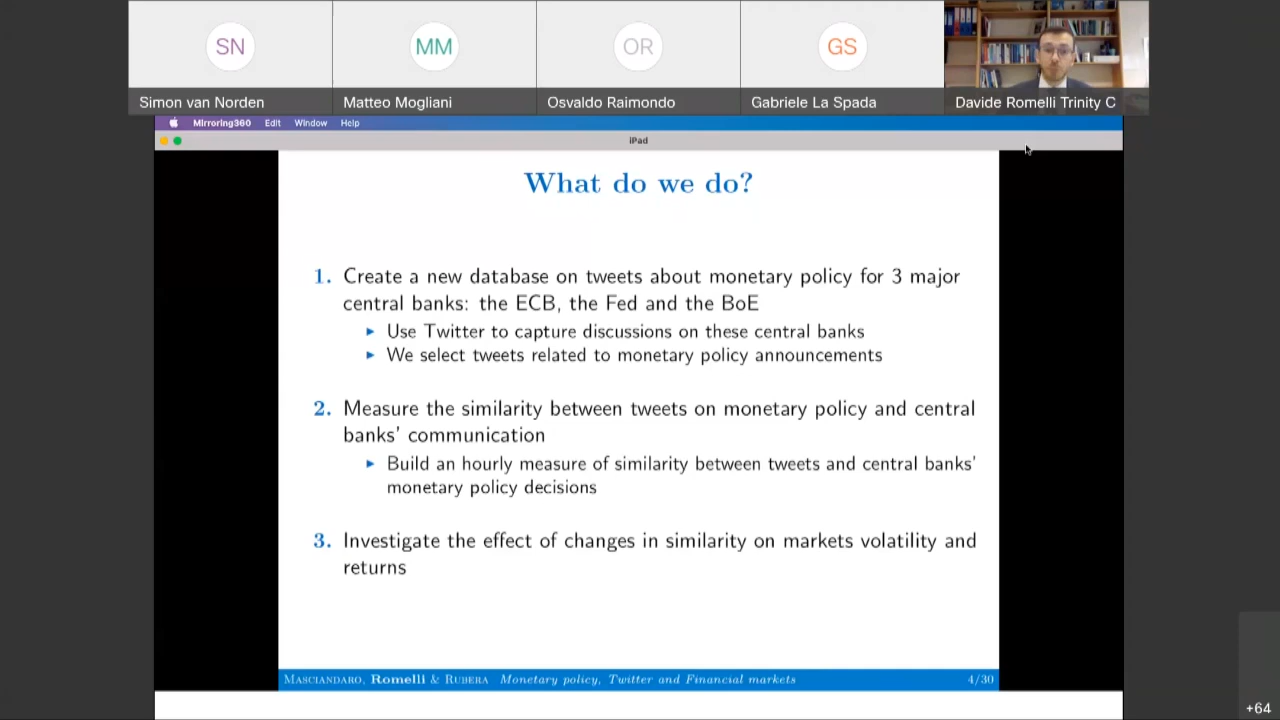 SN
MM
OR
GS
Simon van Norden
Matteo Mogliani
Osvaldo Raimondo
Gabriele La Spada
Davide Romelli Trinity C
Mirroring360 Edit Window Help
iPad
What do we do?
1. Create a new database on tweets about monetary policy for 3 major
central banks: the ECB, the Fed and the BoE
► Use Twitter to capture discussions on these central banks
► We select tweets related to monetary policy announcements
2. Measure the similarity between tweets on monetary policy and central
banks' communication
► Build an hourly measure of similarity between tweets and central banks'
monetary policy decisions
3. Investigate the effect of changes in similarity on markets volatility and
returns
Masciandaro, Romelli & Rubera Monetary policy, Twitter and Financial markets 4/30
+64